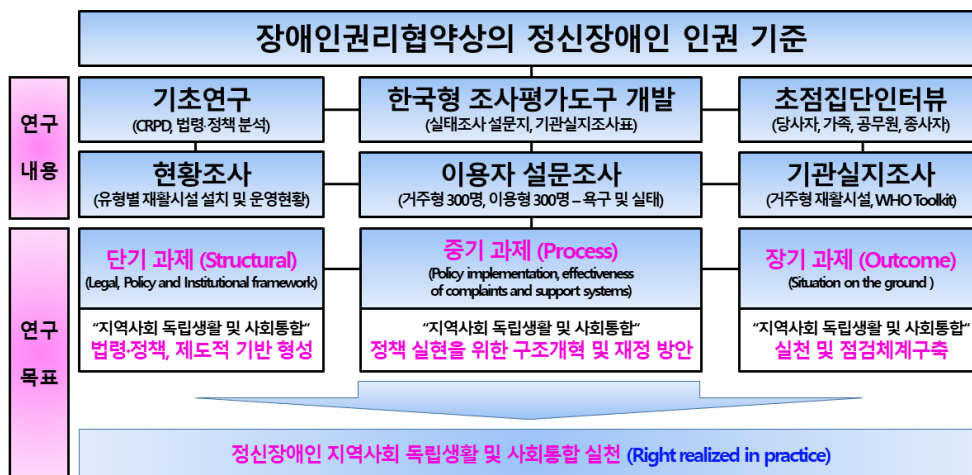 장애인권리협약상의 정신장애인 인권 기준
연구
내용
기초연구
(CRPD, 법령·정책 분석)
한국형 조사평가도구 개발
(실태조사 설문지, 기관실지조사표)
초점집단인터뷰
(당사자, 가족, 공무원, 종사자)
현황조사
(유형별 재활시설 설치 및 운영현황)
이용자 설문조사
(거주형 300명, 이용형 300명 – 욕구 및 실태)
기관실지조사
(거주형 재활시설, WHO Toolkit)
연구
목표
단기 과제 (Structural)
(Legal, Policy and Institutional framework)
"지역사회 독립생활 및 사회통합"
법령·정책, 제도적 기반 형성
중기 과제 (Process)
(Policy implementation, effectiveness
of complaints and support systems)
"지역사회 독립생활 및 사회통합"
정책 실현을 위한 구조개혁 및 재정 방안
장기 과제 (Outcome)
(Situation on the ground )
"지역사회 독립생활 및 사회통합"
실천 및 점검체계구축
정신장애인 지역사회 독립생활 및 사회통합 실천 (Right realized in practice)